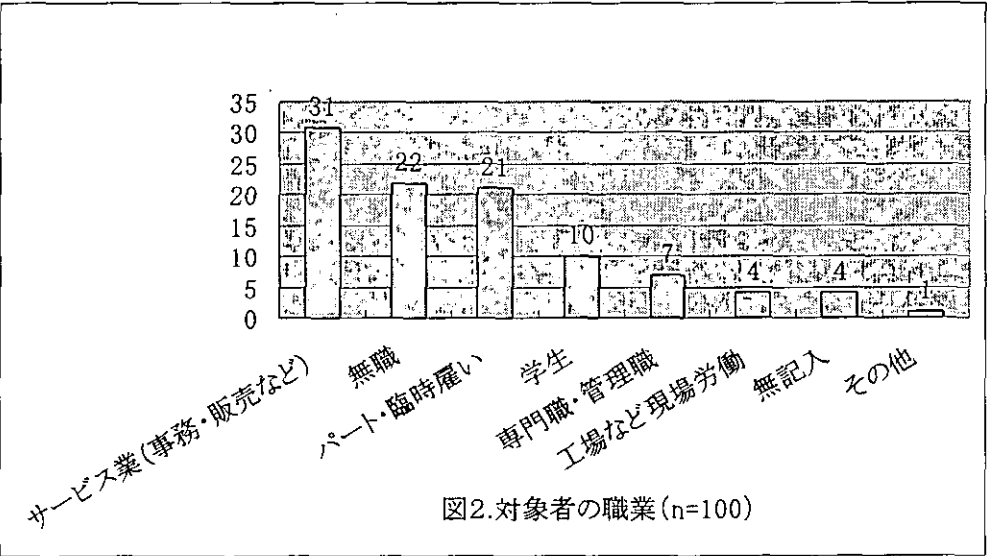 35
30
25
20
15
10
5
0
31
22
21
10
7
4
4
1
サービス業(事務・販売など)
無職
パート・臨時雇い
学生
専門職・管理職
工場など現場労働
無記入
その他
図2.対象者の職業(n=100)